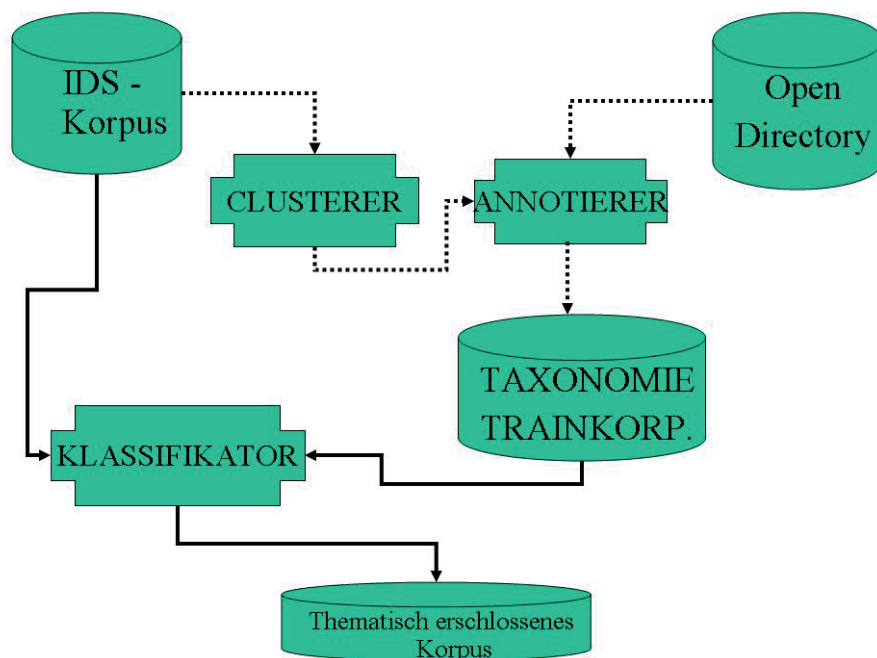 IDS -
Korpus
Open
Directory
CLUSTERER
ANNOTIERER
TAXONOMIE
TRAINKORP.
KLASSIFIKATOR
Thematisch erschlossenes
Korpus